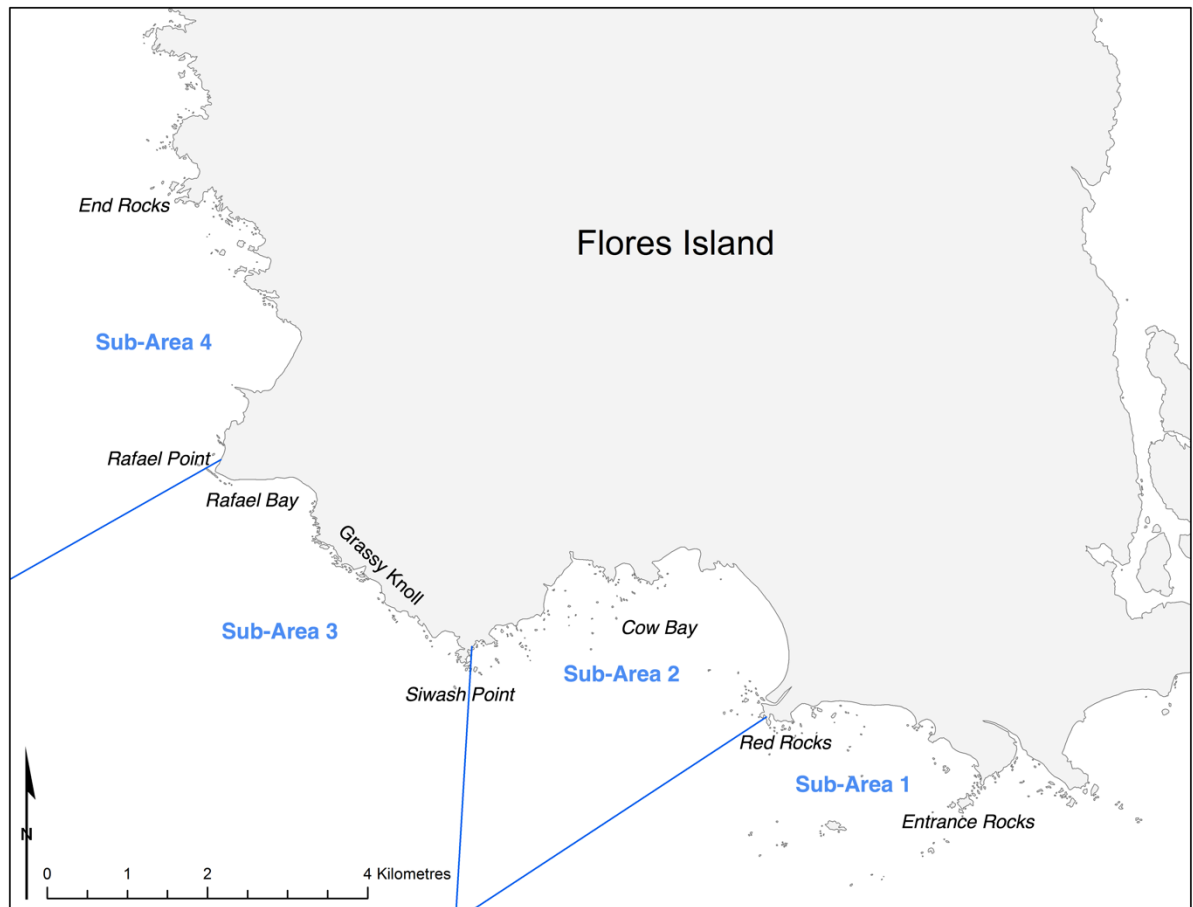 End Rocks
Flores Island
Sub-Area 4
Rafael Point
Rafael Bay
Grassy Knoll
Sub-Area 3
Cow Bay
Sub-Area 2
Siwash Point
Red Rocks
Sub-Area 1
Entrance Rocks
N
0 1 2 4 Kilometres